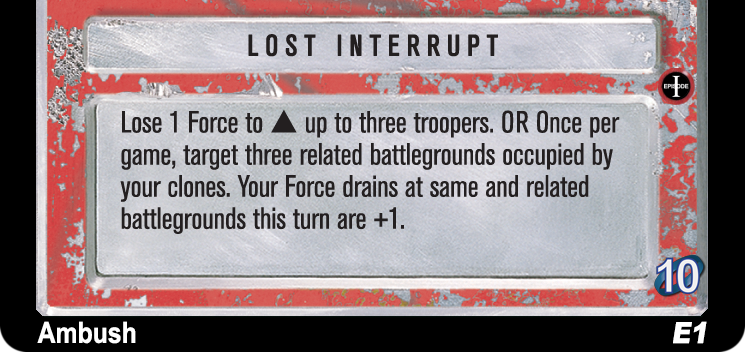 LOST INTERRUPT
EPISODE I
Lose 1 Force to ▲ up to three troopers. OR Once per
game, target three related battlegrounds occupied by
your clones. Your Force drains at same and related
battlegrounds this turn are +1.
10
Ambush E1